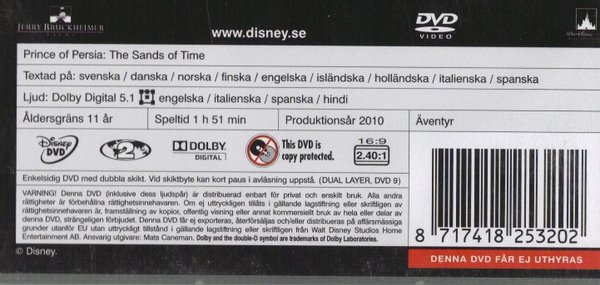 JERRY BRUCKHEIMER
FILMS
www.disney.se
DVD
VIDEO
WALT DISNEY
Prince of Persia: The Sands of Time
Textad på: svenska / danska / norska / finska / engelska / isländska / holländska / italienska / spanska
Ljud: Dolby Digital 5.1 engelska / italienska / spanska / hindi
Åldersgräns 11 år
Speltid 1 h 51 min
Produktionsår 2010
Äventyr
Disney
DVD
2
DOLBY
DIGITAL
This DVD is
copy protected.
16:9
2.40:1
Enkelsidig DVD med dubbla skikt. Vid skiktbyte kan kort paus i avläsning uppstå. (DUAL LAYER, DVD 9)
VARNING! Denna DVD (inklusive dess ljudspår) är distribuerad enbart för privat och enskilt bruk. Alla andra
rättigheter är förbehållna rättighetsinnehavaren. Om ej uttryckligen tillåts i gällande lagstiftning eller skriftligen av
rättighetsinnehavaren, är framställning av kopior, offentlig visning eller annat kommersiellt bruk av hela eller delar av
denna DVD, strängeligen förbjudet. Denna DVD får ej exporteras, återförsäljas och/eller distribueras på affärsmässiga
grunder utanför EU utan uttryckligt tillstånd i gällande lagstiftning eller skriftligen från Walt Disney Studios Home
Entertainment AB. Ansvarig utgivare: Mats Caneman. Dolby and the double-D symbol are trademarks of Dolby Laboratories.
© Disney.
8 717418 253202
DENNA DVD FÅR EJ UTHYRAS